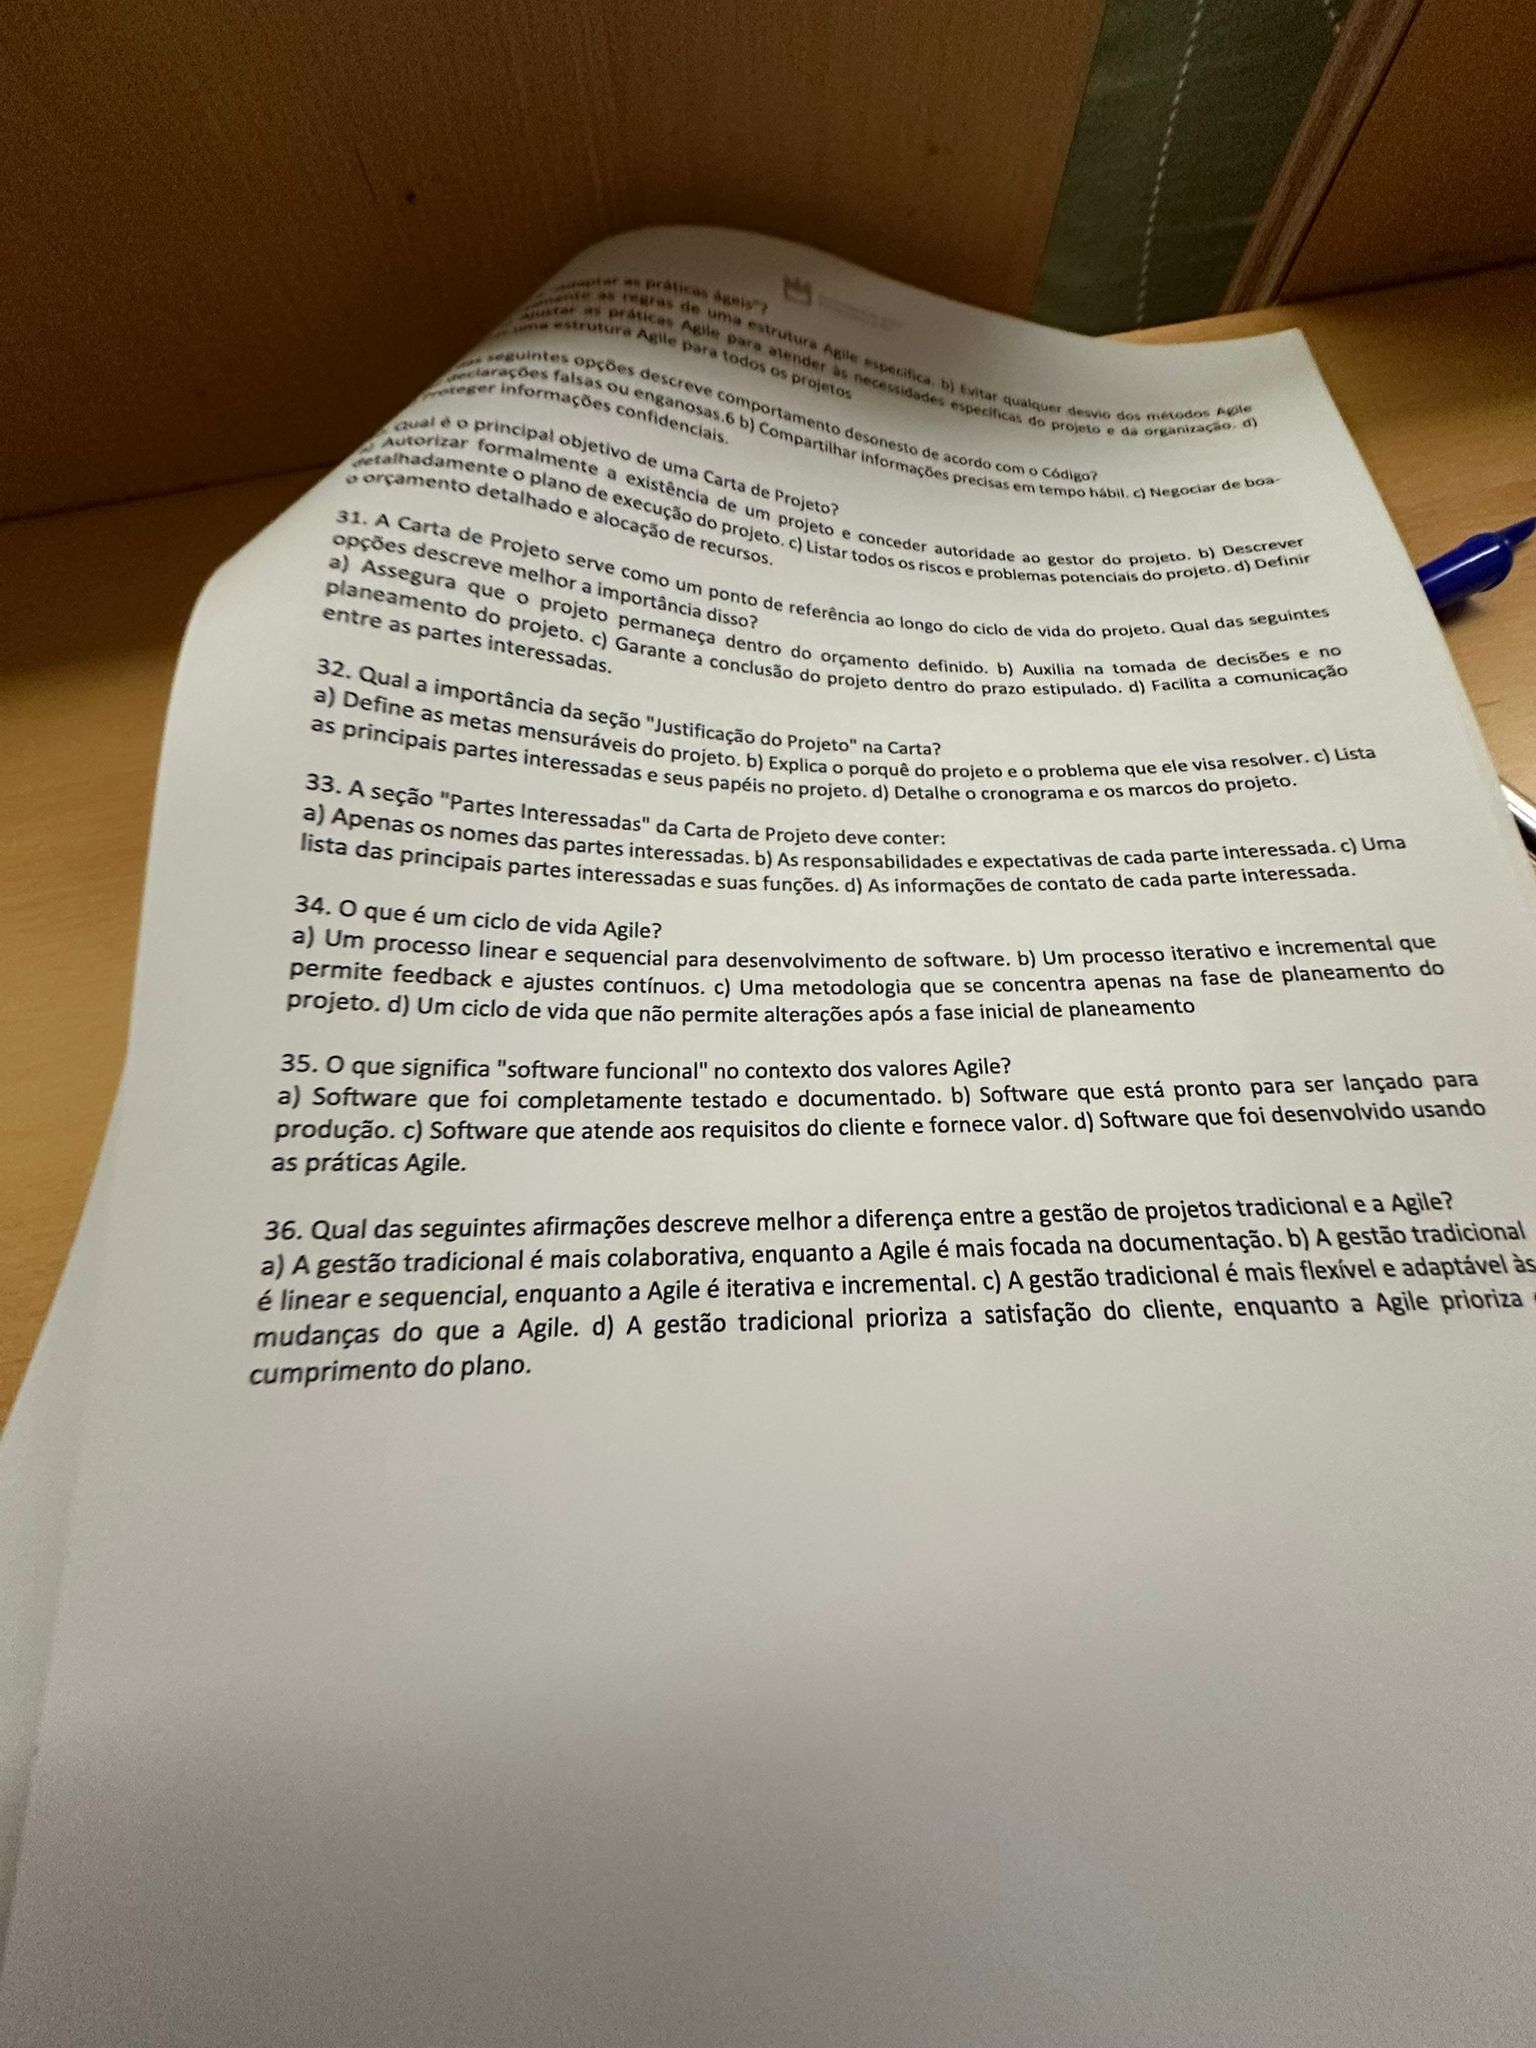 adaptar as práticas ágeis"?
as regras de uma estrutura Agile específica. b) Evitar qualquer desvio dos métodos Agile
Ajustar as práticas Agile para atender às necessidades específicas do projeto e da organização. d)
uma estrutura Agile para todos os projetos
seguintes opções descreve comportamento desonesto de acordo com o Código?
declarações falsas ou enganosas.6 b) Compartilhar informações precisas em tempo hábil. c) Negociar de boa-
proteger informações confidenciais.
Qual é o principal objetivo de uma Carta de Projeto?
Autorizar formalmente a existência de um projeto e conceder autoridade ao gestor do projeto. b) Descrever
detalhadamente o plano de execução do projeto. c) Listar todos os riscos e problemas potenciais do projeto. d) Definir
o orçamento detalhado e alocação de recursos.
31. A Carta de Projeto serve como um ponto de referência ao longo do ciclo de vida do projeto. Qual das seguintes
opções descreve melhor a importância disso?
a) Assegura que o projeto permaneça dentro do orçamento definido. b) Auxilia na tomada de decisões e no
planeamento do projeto. c) Garante a conclusão do projeto dentro do prazo estipulado. d) Facilita a comunicação
entre as partes interessadas.
32. Qual a importância da seção "Justificação do Projeto" na Carta?
a) Define as metas mensuráveis do projeto. b) Explica o porquê do projeto e o problema que ele visa resolver. c) Lista
as principais partes interessadas e seus papéis no projeto. d) Detalhe o cronograma e os marcos do projeto.
33. A seção "Partes Interessadas" da Carta de Projeto deve conter:
a) Apenas os nomes das partes interessadas. b) As responsabilidades e expectativas de cada parte interessada. c) Uma
lista das principais partes interessadas e suas funções. d) As informações de contato de cada parte interessada.
34. O que é um ciclo de vida Agile?
a) Um processo linear e sequencial para desenvolvimento de software. b) Um processo iterativo e incremental que
permite feedback e ajustes contínuos. c) Uma metodologia que se concentra apenas na fase de planeamento do
projeto. d) Um ciclo de vida que não permite alterações após a fase inicial de planeamento
35. O que significa "software funcional" no contexto dos valores Agile?
a) Software que foi completamente testado e documentado. b) Software que está pronto para ser lançado para
produção. c) Software que atende aos requisitos do cliente e fornece valor. d) Software que foi desenvolvido usando
as práticas Agile.
36. Qual das seguintes afirmações descreve melhor a diferença entre a gestão de projetos tradicional e a Agile?
a) A gestão tradicional é mais colaborativa, enquanto a Agile é mais focada na documentação. b) A gestão tradicional
é linear e sequencial, enquanto a Agile é iterativa e incremental. c) A gestão tradicional é mais flexível e adaptável às
mudanças do que a Agile. d) A gestão tradicional prioriza a satisfação do cliente, enquanto a Agile prioriza
cumprimento do plano.